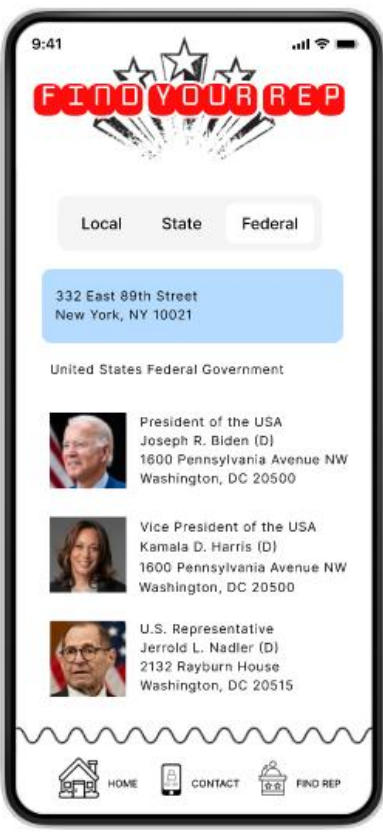 9:41
FIND YOUR REP
Local State Federal
332 East 89th Street
New York, NY 10021
United States Federal Government
President of the USA
Joseph R. Biden (D)
1600 Pennsylvania Avenue NW
Washington, DC 20500
Vice President of the USA
Kamala D. Harris (D)
1600 Pennsylvania Avenue NW
Washington, DC 20500
U.S. Representative
Jerrold L. Nadler (D)
2132 Rayburn House
Washington, DC 20515
HOME CONTACT FIND REP